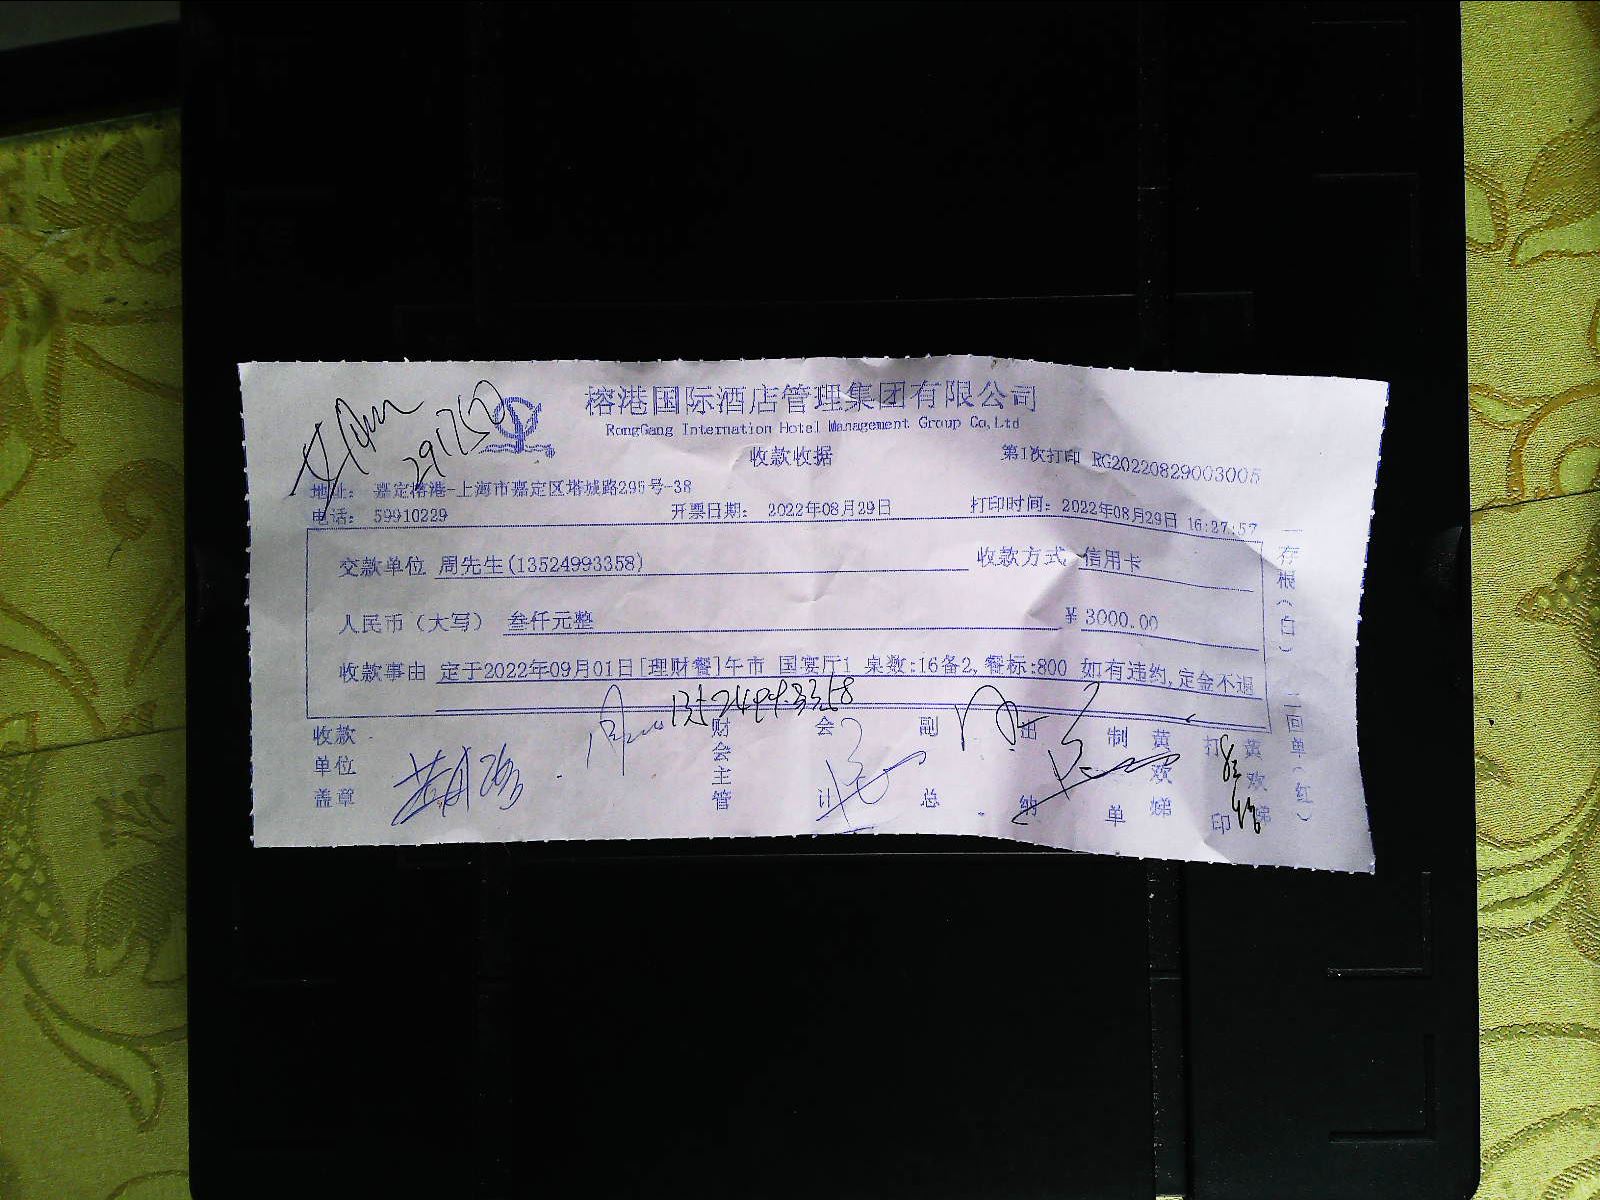 榕港国际酒店管理集团有限公司
RongGang Internation Hotel Management Group Co,Ltd
收款收据
第1次打印 RG20220829003005
291750
地址: 嘉定榕港-上海市嘉定区塔城路295号-38
电话: 59910229 开票日期: 2022年08月29日 打印时间: 2022年08月29日 16:27:57
交款单位 周先生(13524993358) 收款方式 信用卡
人民币（大写） 叁仟元整 ¥ 3000.00
收款事由 定于2022年09月01日[理财餐]午市 国宴厅1 桌数:16备2,餐标:800 如有违约,定金不退
13524993358
收款单位盖章
财会主管
会计
副总
出纳
制单
黄欢娣
打印
黄欢娣
一存根(白)
二回单(红)